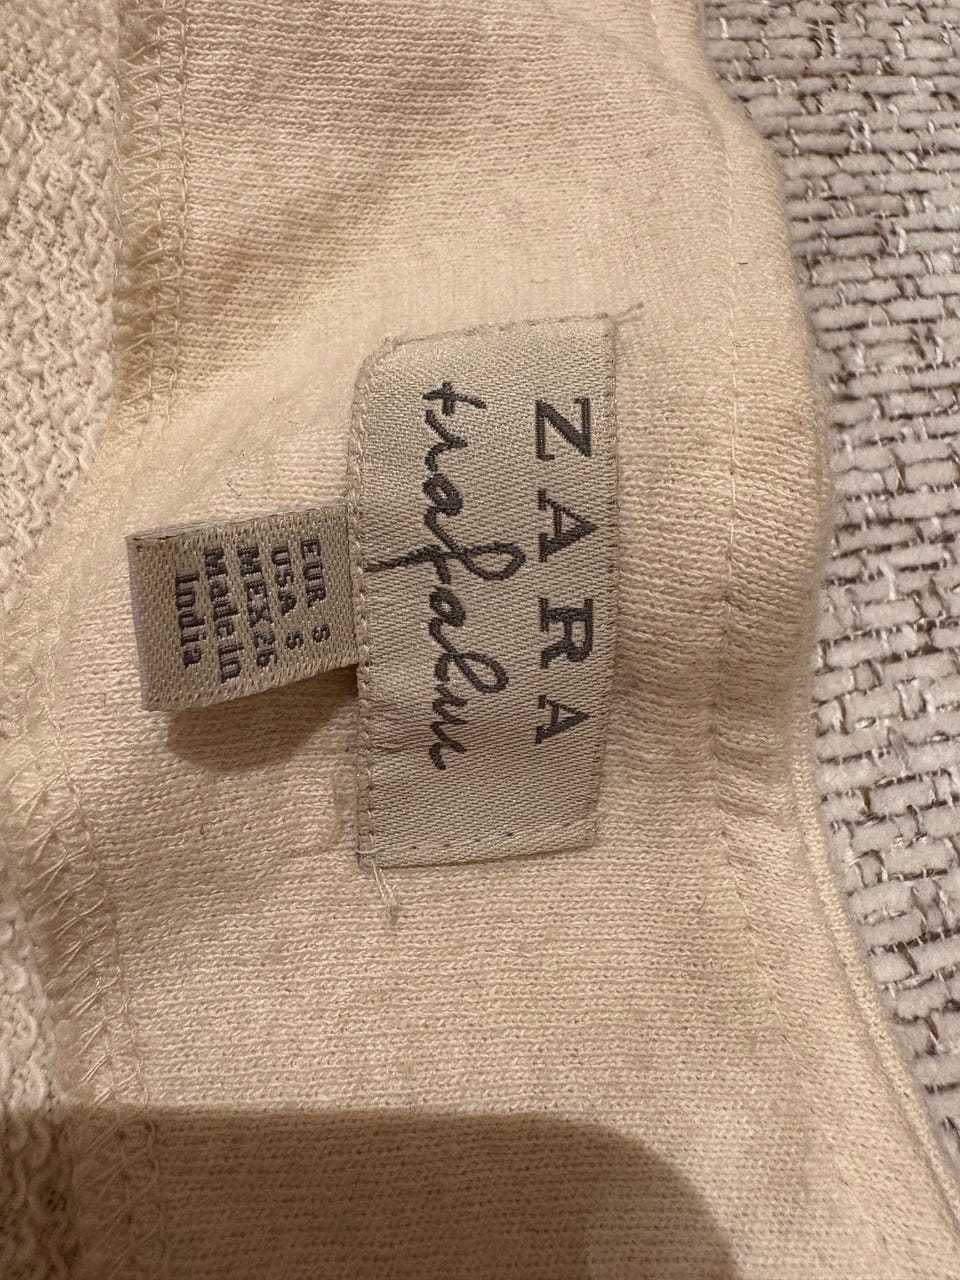 ZARA
trafaluc
EUR S
USA S
MEX 26
Made in
India